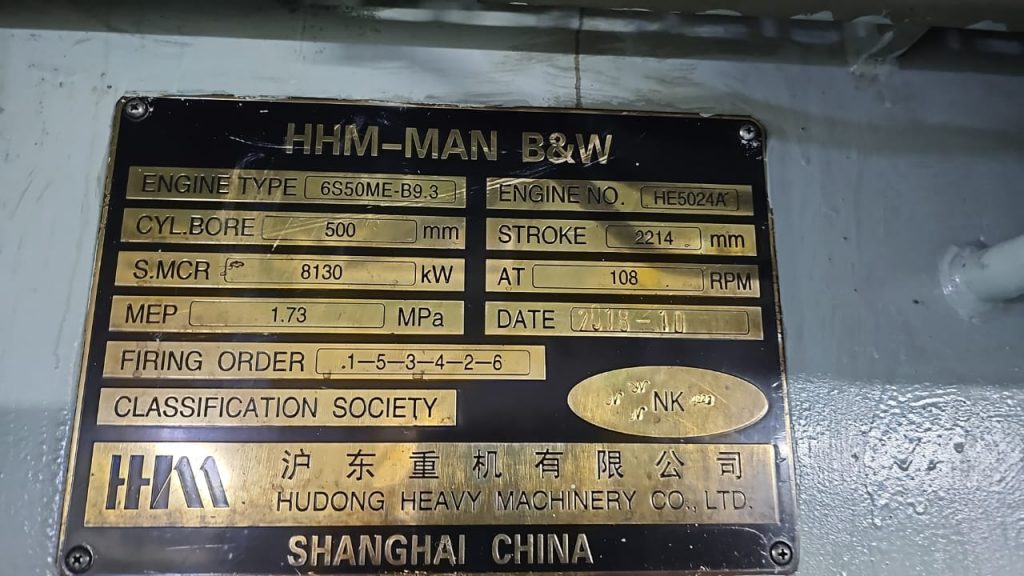 HHM-MAN B&W
ENGINE TYPE 6S50ME-B9.3 ENGINE NO. HE5024A
CYL.BORE 500 mm STROKE 2214 mm
S.MCR 8130 kW AT 108 RPM
MEP 1.73 MPa DATE 2018-10
FIRING ORDER 1-5-3-4-2-6
CLASSIFICATION SOCIETY NK
HHM 沪东重机有限公司
HUDONG HEAVY MACHINERY CO., LTD.
SHANGHAI CHINA